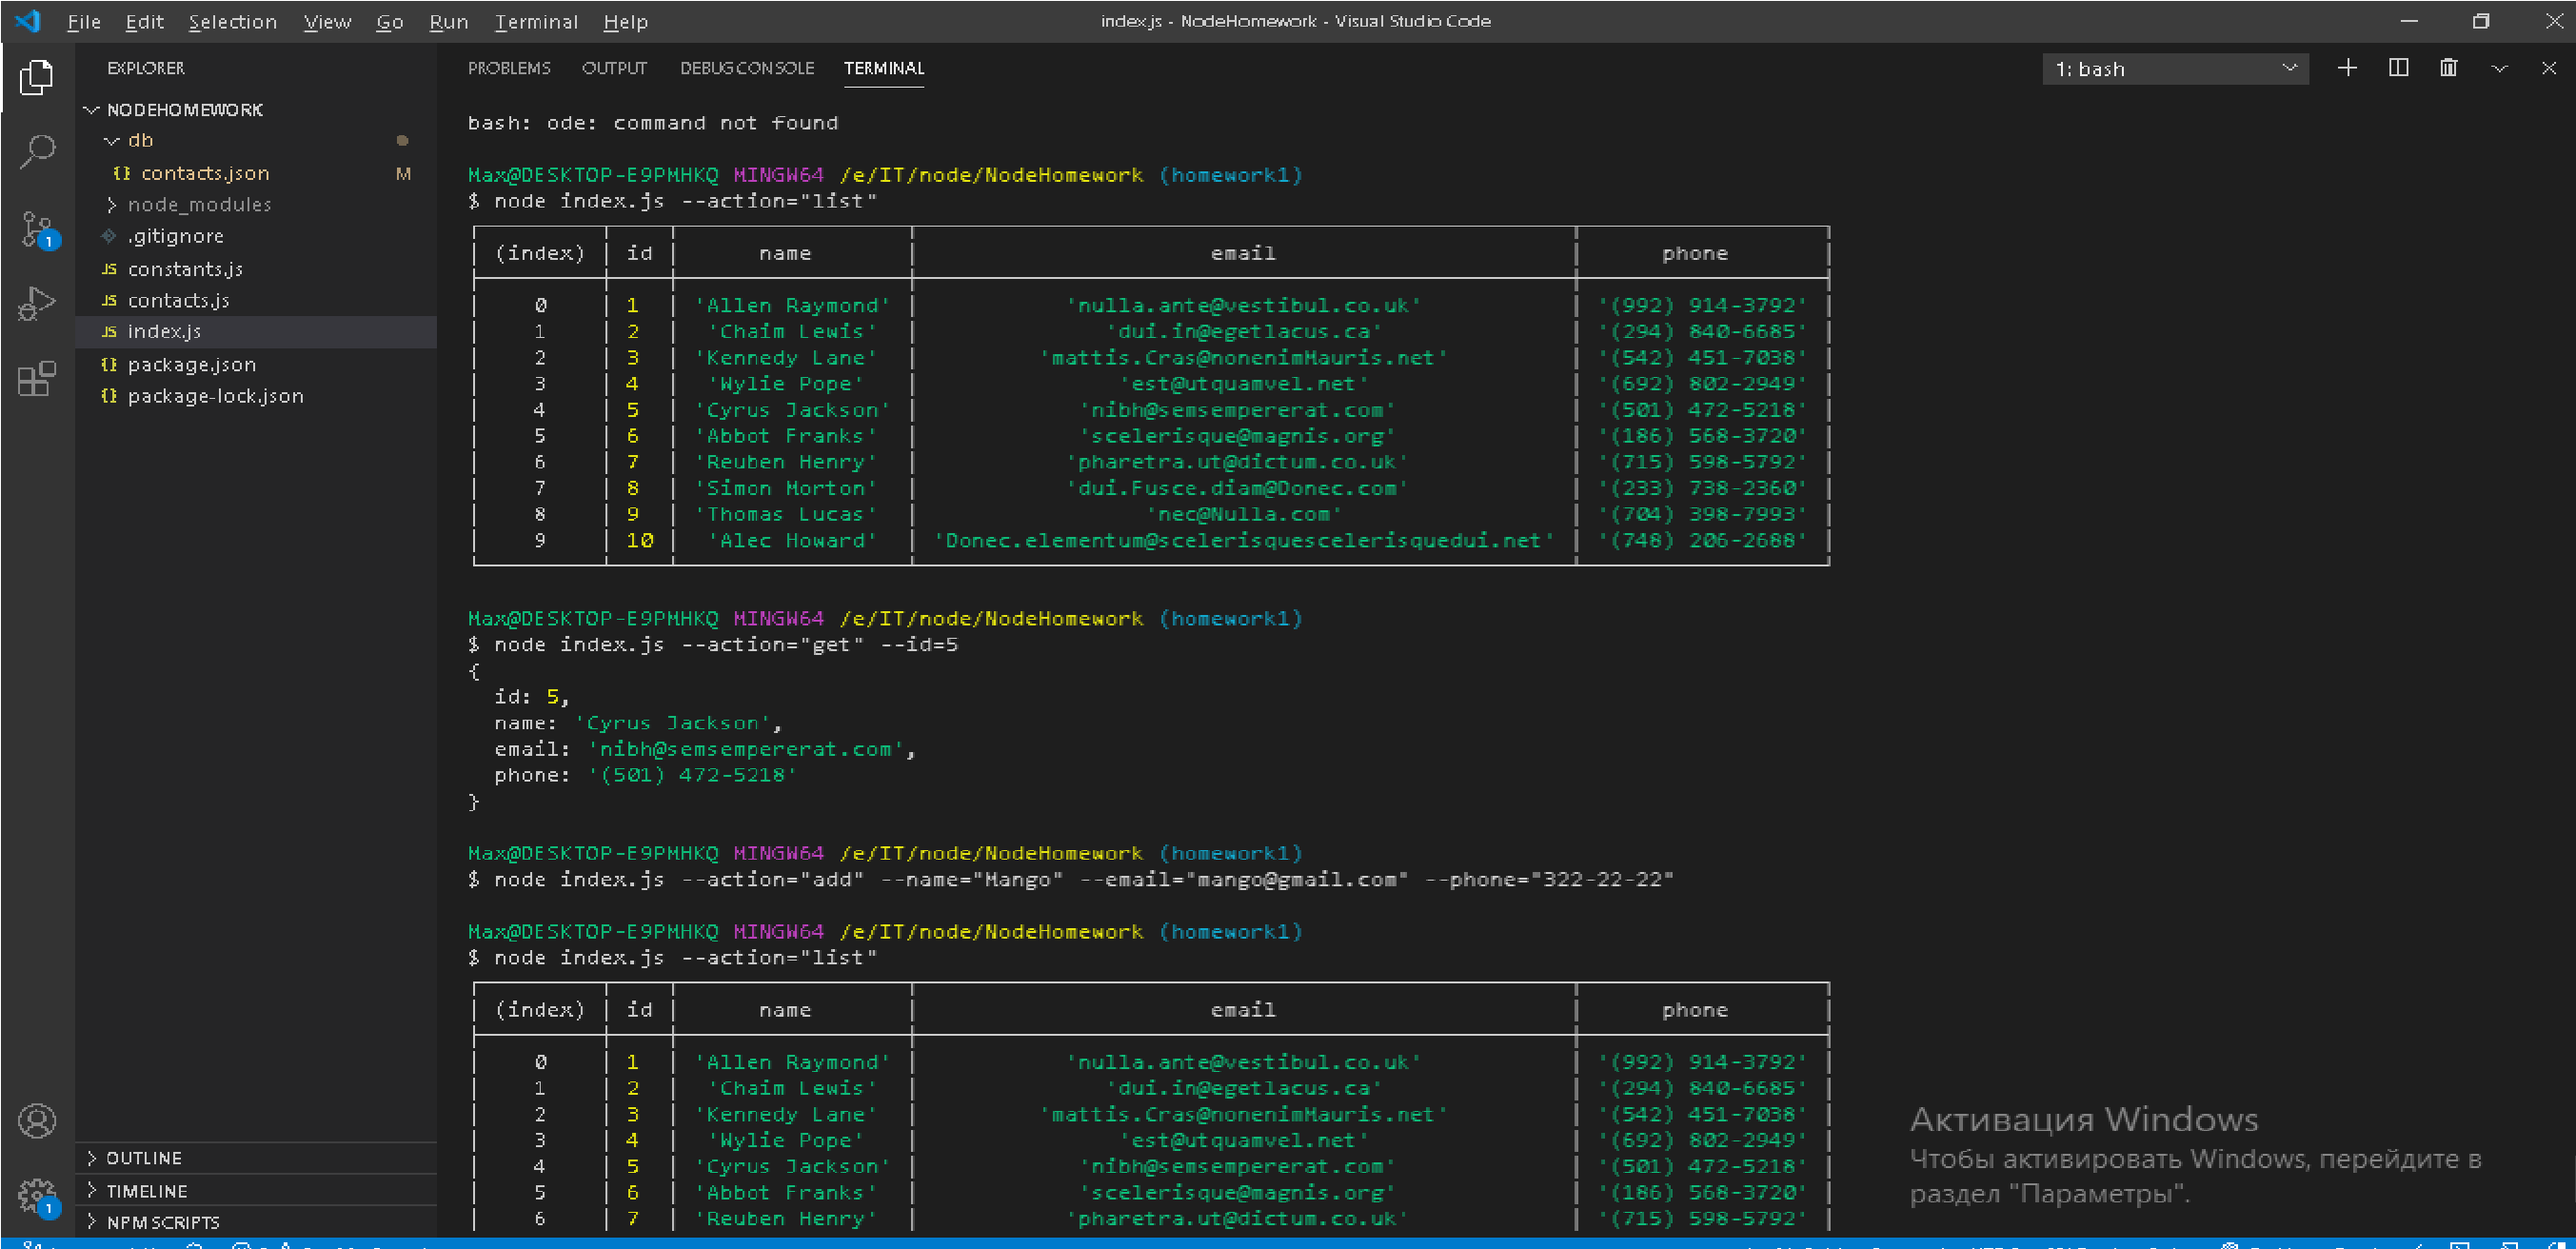 File Edit Selection View Go Run Terminal Help
index.js - NodeHomework - Visual Studio Code
EXPLORER
NODEHOMEWORK
db
contacts.json M
node_modules
.gitignore
JS constants.js
JS contacts.js
JS index.js
{} package.json
{} package-lock.json
OUTLINE
TIMELINE
NPM SCRIPTS
1
1
PROBLEMS OUTPUT DEBUG CONSOLE TERMINAL
1: bash
bash: ode: command not found
Max@DESKTOP-E9PMHKQ MINGW64 /e/IT/node/NodeHomework (homework1)
$ node index.js --action="list"
(index) id name email phone
0 1 'Allen Raymond' 'nulla.ante@vestibul.co.uk' '(992) 914-3792'
1 2 'Chaim Lewis' 'dui.in@egetlacus.ca' '(294) 840-6685'
2 3 'Kennedy Lane' 'mattis.Cras@nonenimMauris.net' '(542) 451-7038'
3 4 'Wylie Pope' 'est@utquamvel.net' '(692) 802-2949'
4 5 'Cyrus Jackson' 'nibh@semsempererat.com' '(501) 472-5218'
5 6 'Abbot Franks' 'scelerisque@magnis.org' '(186) 568-3720'
6 7 'Reuben Henry' 'pharetra.ut@dictum.co.uk' '(715) 598-5792'
7 8 'Simon Morton' 'dui.Fusce.diam@Donec.com' '(233) 738-2360'
8 9 'Thomas Lucas' 'nec@Nulla.com' '(704) 398-7993'
9 10 'Alec Howard' 'Donec.elementum@scelerisquescelerisquedui.net' '(748) 206-2688'
Max@DESKTOP-E9PMHKQ MINGW64 /e/IT/node/NodeHomework (homework1)
$ node index.js --action="get" --id=5
{
id: 5,
name: 'Cyrus Jackson',
email: 'nibh@semsempererat.com',
phone: '(501) 472-5218'
}
Max@DESKTOP-E9PMHKQ MINGW64 /e/IT/node/NodeHomework (homework1)
$ node index.js --action="add" --name="Mango" --email="mango@gmail.com" --phone="322-22-22"
Max@DESKTOP-E9PMHKQ MINGW64 /e/IT/node/NodeHomework (homework1)
$ node index.js --action="list"
(index) id name email phone
0 1 'Allen Raymond' 'nulla.ante@vestibul.co.uk' '(992) 914-3792'
1 2 'Chaim Lewis' 'dui.in@egetlacus.ca' '(294) 840-6685'
2 3 'Kennedy Lane' 'mattis.Cras@nonenimMauris.net' '(542) 451-7038'
3 4 'Wylie Pope' 'est@utquamvel.net' '(692) 802-2949'
4 5 'Cyrus Jackson' 'nibh@semsempererat.com' '(501) 472-5218'
5 6 'Abbot Franks' 'scelerisque@magnis.org' '(186) 568-3720'
6 7 'Reuben Henry' 'pharetra.ut@dictum.co.uk' '(715) 598-5792'
Активация Windows
Чтобы активировать Windows, перейдите в
раздел "Параметры".